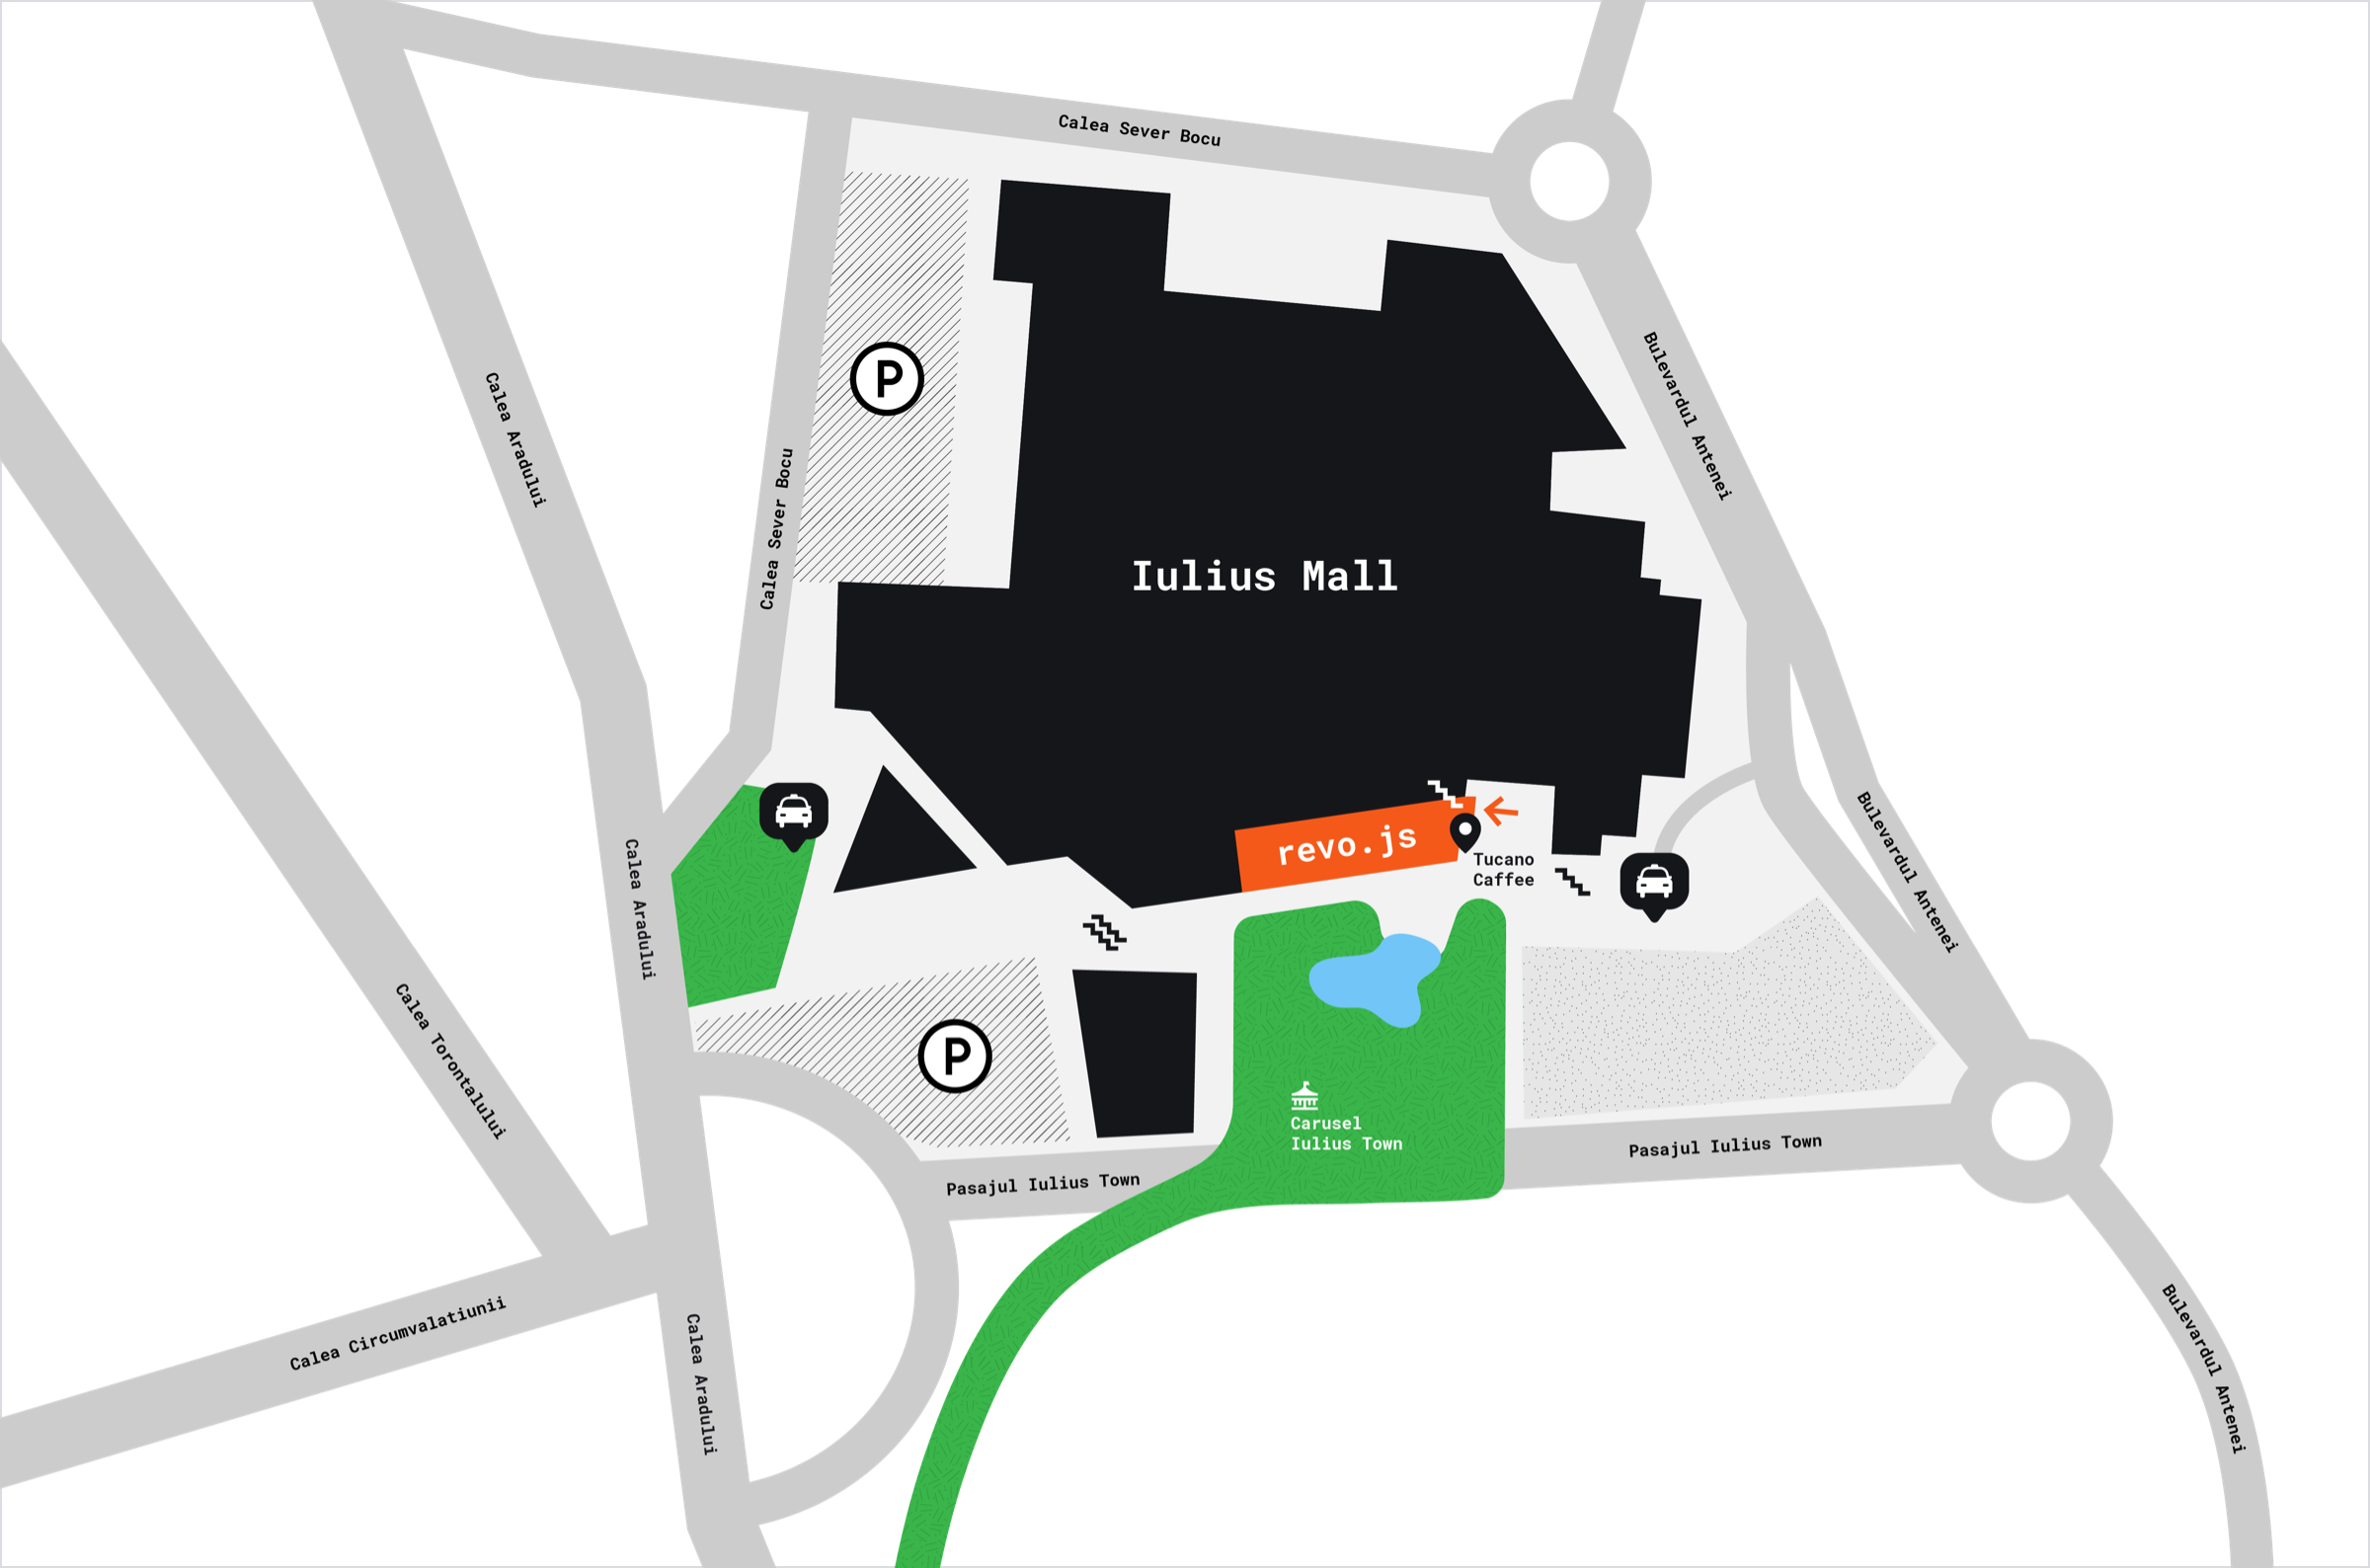 Calea Sever Bocu
Bulevardul Antenei
Calea Aradului
P
Calea Sever Bocu
Iulius Mall
revo.js
Tucano
Caffee
Bulevardul Antenei
Calea Aradului
Calea Torontalului
P
Carusel
Iulius Town
Pasajul Iulius Town
Pasajul Iulius Town
Calea Circumvalatiunii
Calea Aradului
Bulevardul Antenei